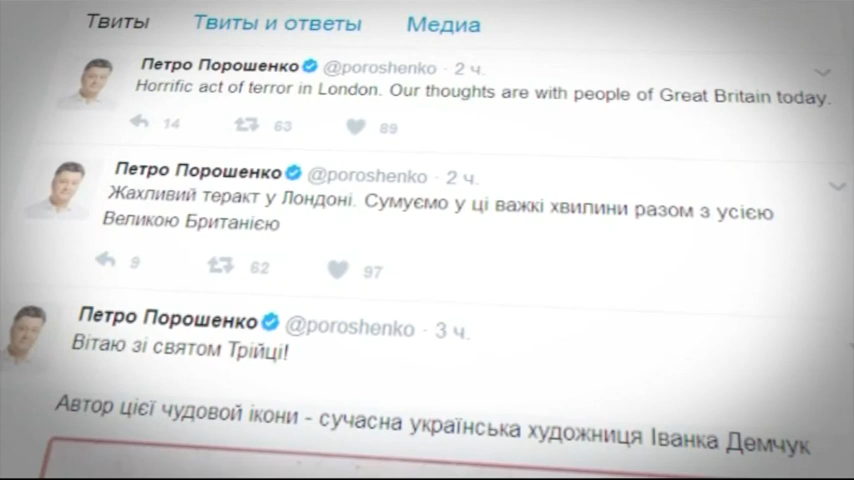 Твиты Твиты и ответы Медиа
Петро Порошенко @poroshenko · 2 ч.
Horrific act of terror in London. Our thoughts are with people of Great Britain today.
14 63 89
Петро Порошенко @poroshenko · 2 ч.
Жахливий теракт у Лондоні. Сумуємо у ці важкі хвилини разом з усією
Великою Британією
9 62 97
Петро Порошенко @poroshenko · 3 ч.
Вітаю зі святом Трійці!
Автор цієї чудовой ікони - сучасна українська художниця Іванка Демчук